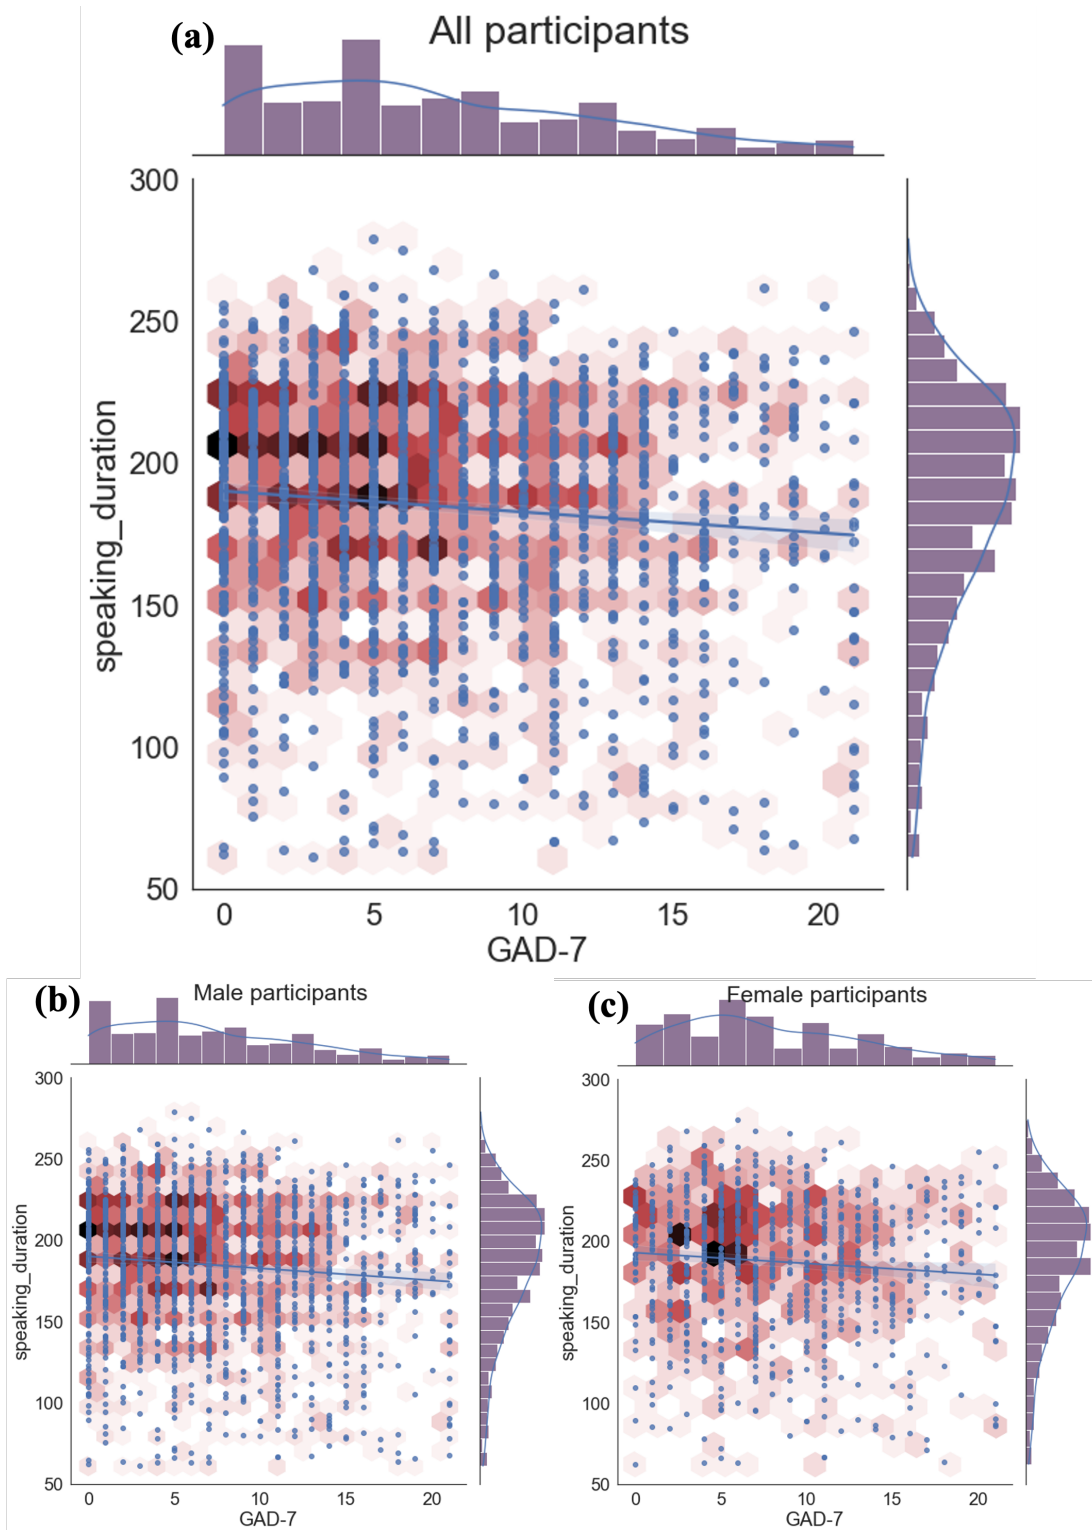 (a)
All participants
300
250
200
150
100
50
speaking_duration
0 5 10 15 20
GAD-7
(b)
Male participants
300
250
200
150
100
50
speaking_duration
0 5 10 15 20
GAD-7
(c)
Female participants
300
250
200
150
100
50
speaking_duration
0 5 10 15 20
GAD-7